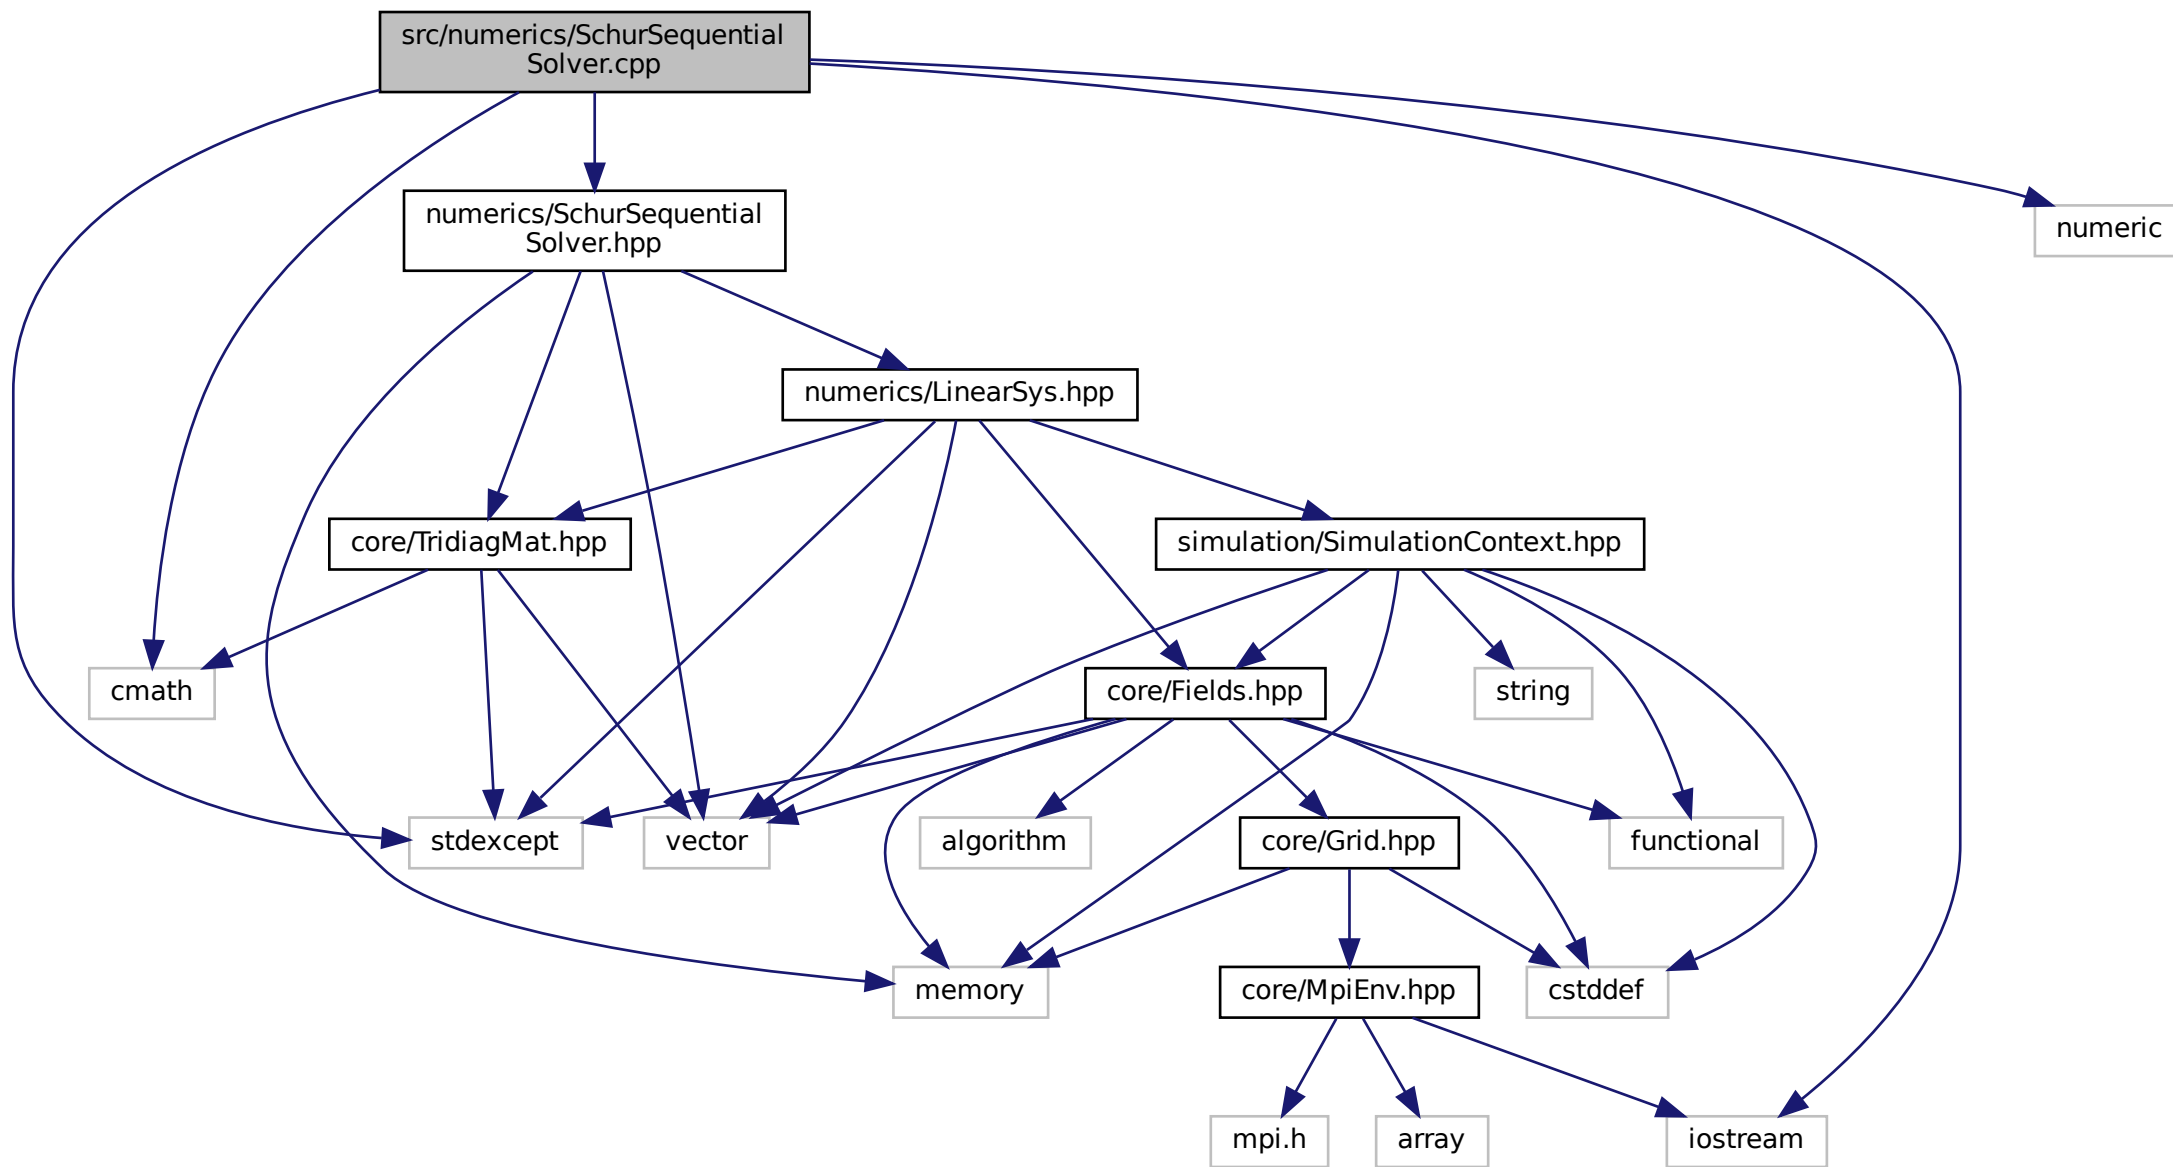 src/numerics/SchurSequential
Solver.cpp
numerics/SchurSequential
Solver.hpp
numeric
numerics/LinearSys.hpp
core/TridiagMat.hpp
simulation/SimulationContext.hpp
cmath
core/Fields.hpp
string
stdexcept
vector
algorithm
core/Grid.hpp
functional
memory
core/MpiEnv.hpp
cstddef
mpi.h
array
iostream